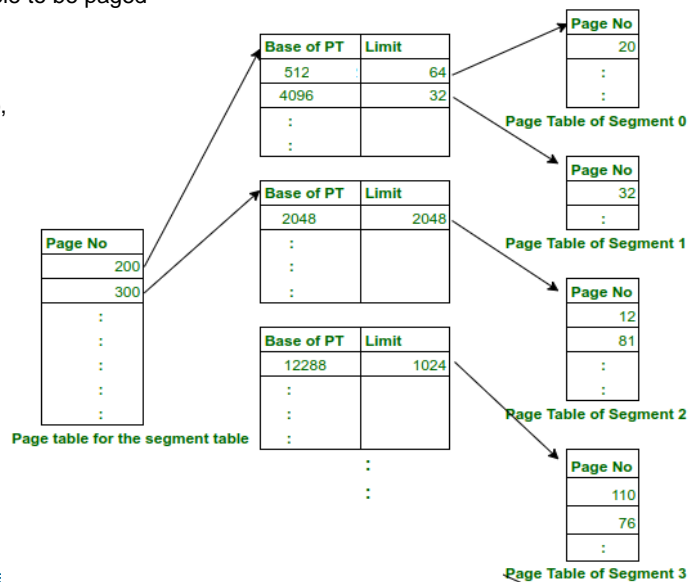 to be paged
,
Page No
200
300
:
:
:
:
:
Page table for the segment table
Base of PT Limit
512 : 64
4096 32
:
:
Base of PT Limit
2048 2048
:
:
:
Base of PT Limit
12288 1024
:
:
:
:
:
Page No
20
:
:
Page Table of Segment 0
Page No
32
:
Page Table of Segment 1
Page No
12
81
:
:
Page Table of Segment 2
Page No
110
76
:
Page Table of Segment 3